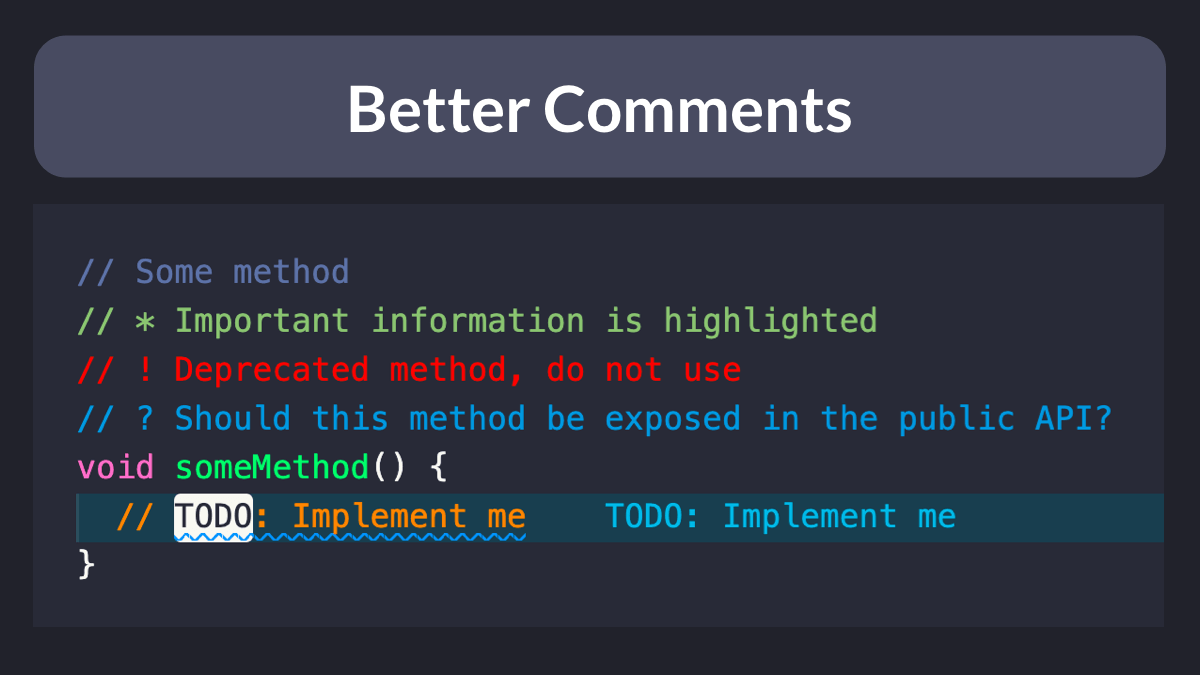 Better Comments
// Some method
// * Important information is highlighted
// ! Deprecated method, do not use
// ? Should this method be exposed in the public API?
void someMethod() {
  // TODO: Implement me    TODO: Implement me
}